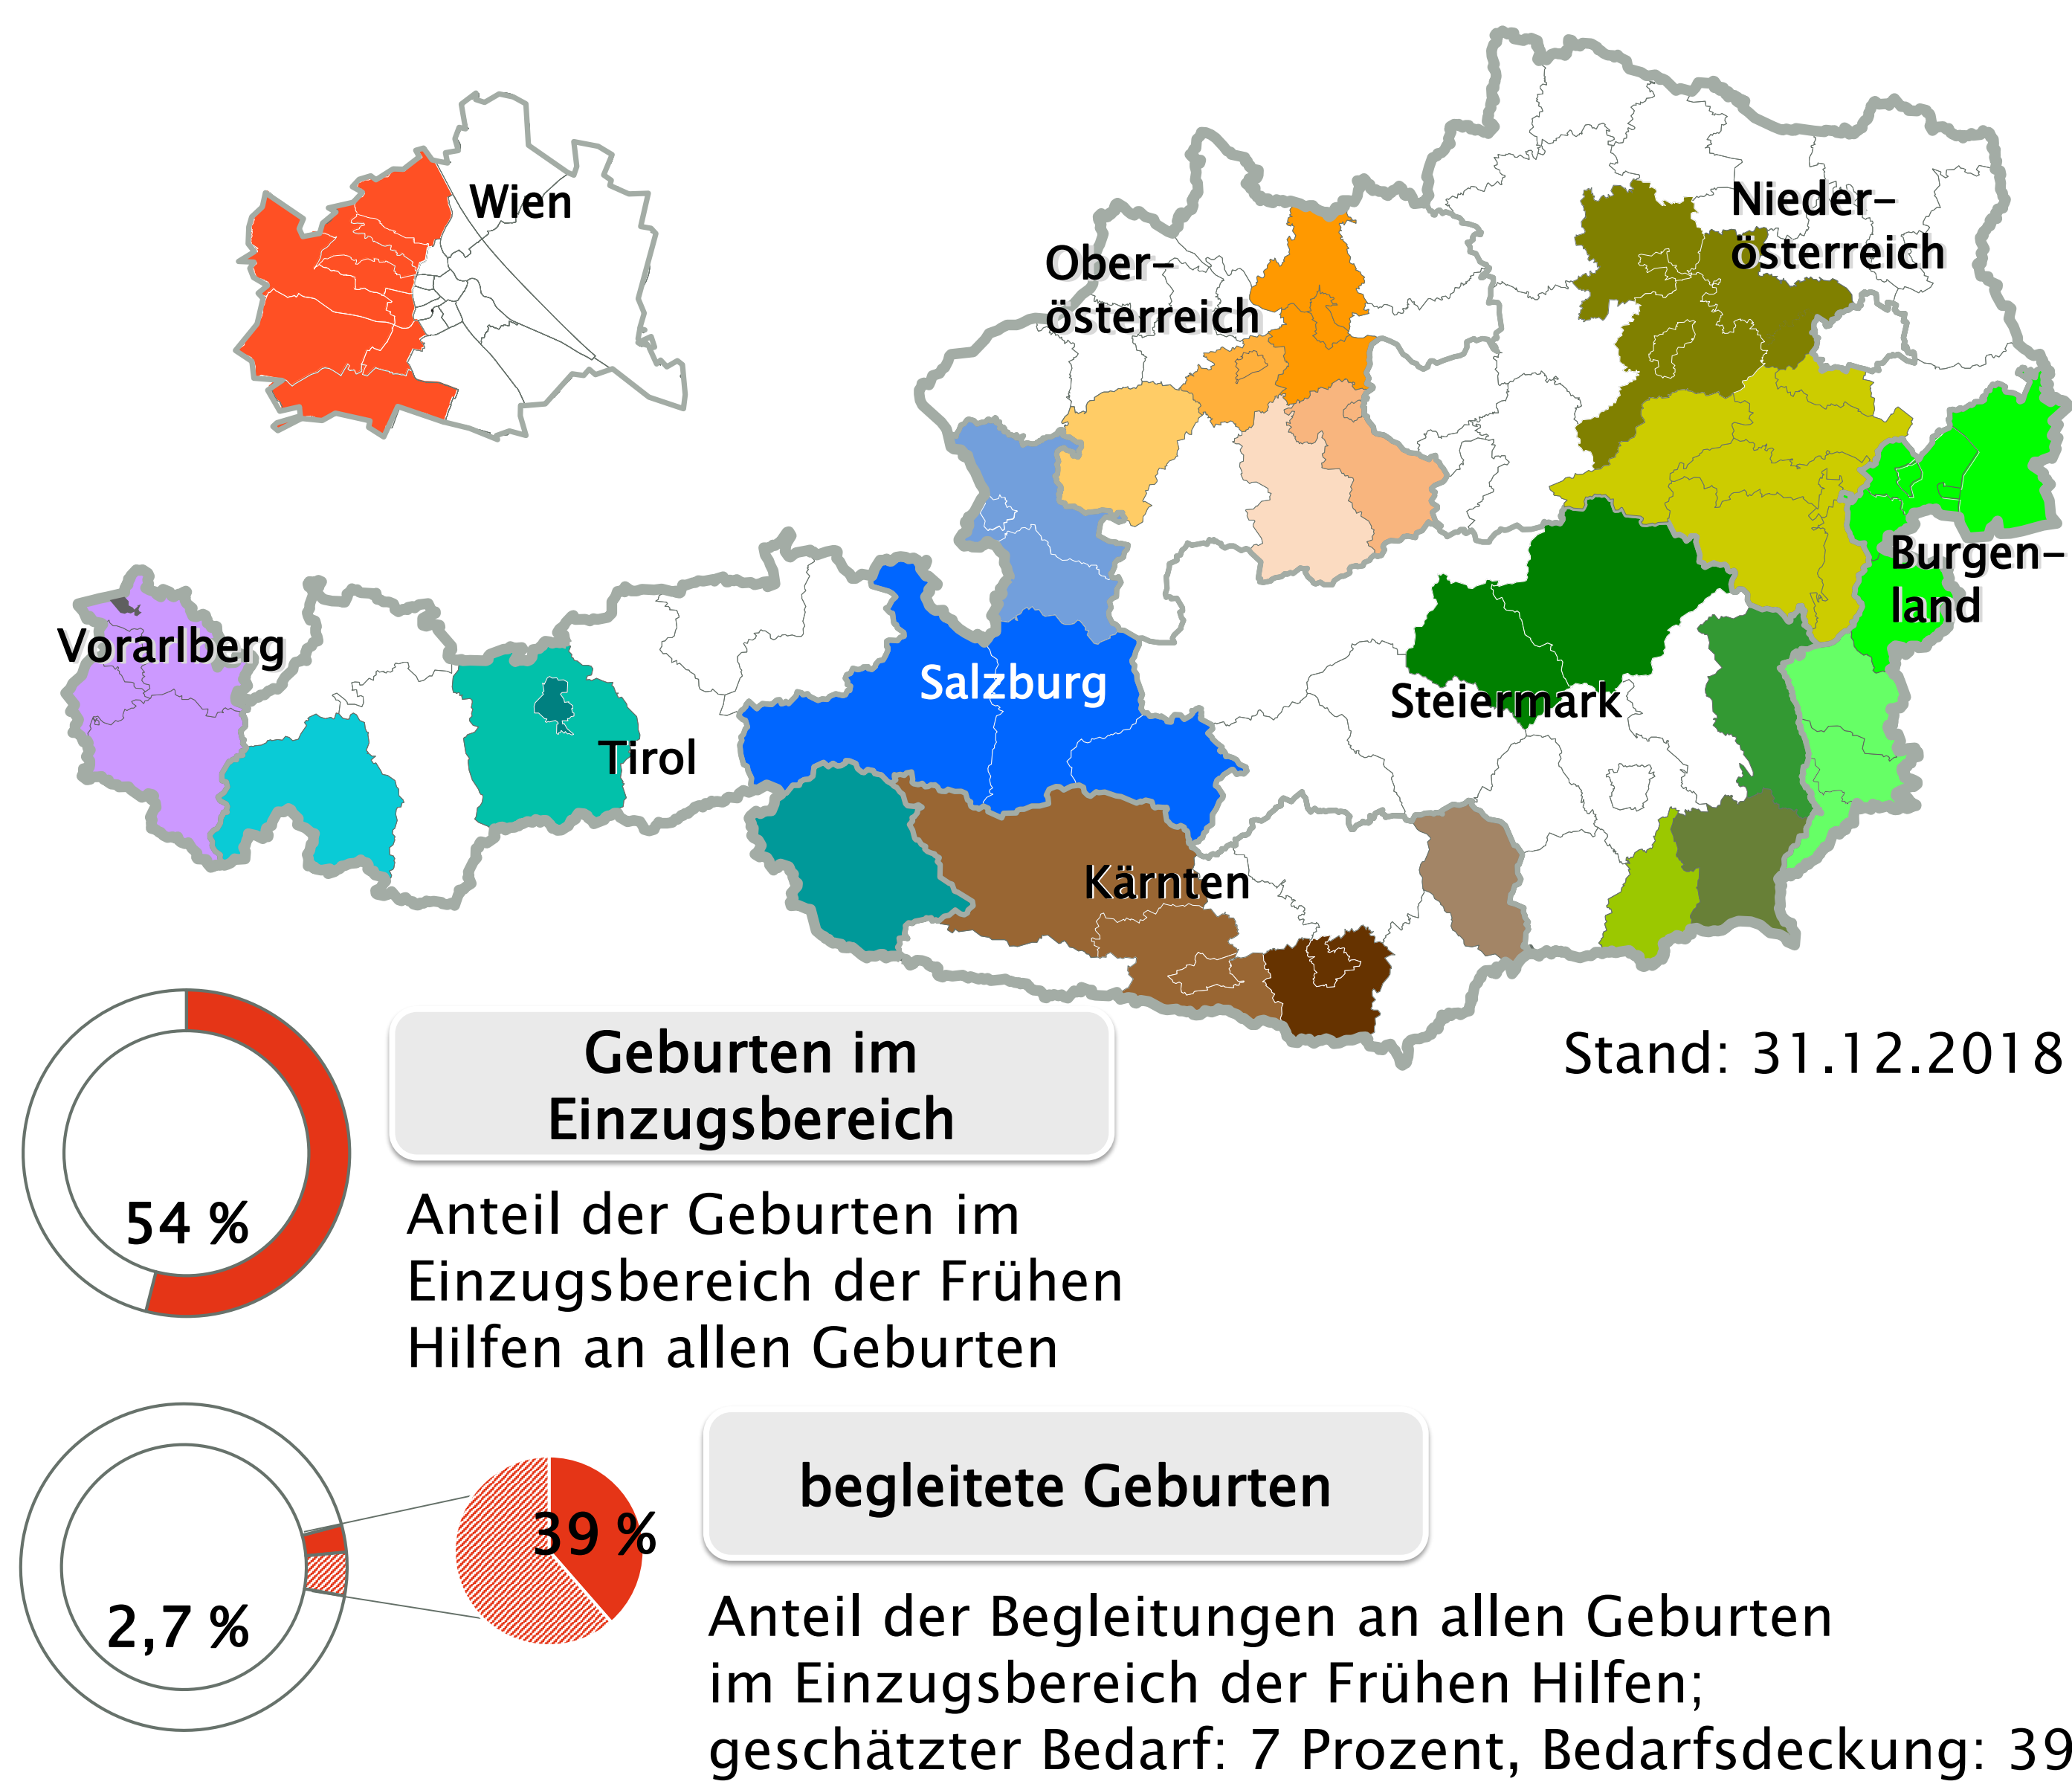 Wien
Nieder-
österreich
Ober-
österreich
Burgen-
land
Vorarlberg
Salzburg
Steiermark
Tirol
Kärnten
Stand: 31.12.2018
Geburten im
Einzugsbereich
54 %
Anteil der Geburten im
Einzugsbereich der Frühen
Hilfen an allen Geburten
begleitete Geburten
39 %
2,7 %
Anteil der Begleitungen an allen Geburten
im Einzugsbereich der Frühen Hilfen;
geschätzter Bedarf: 7 Prozent, Bedarfsdeckung: 39